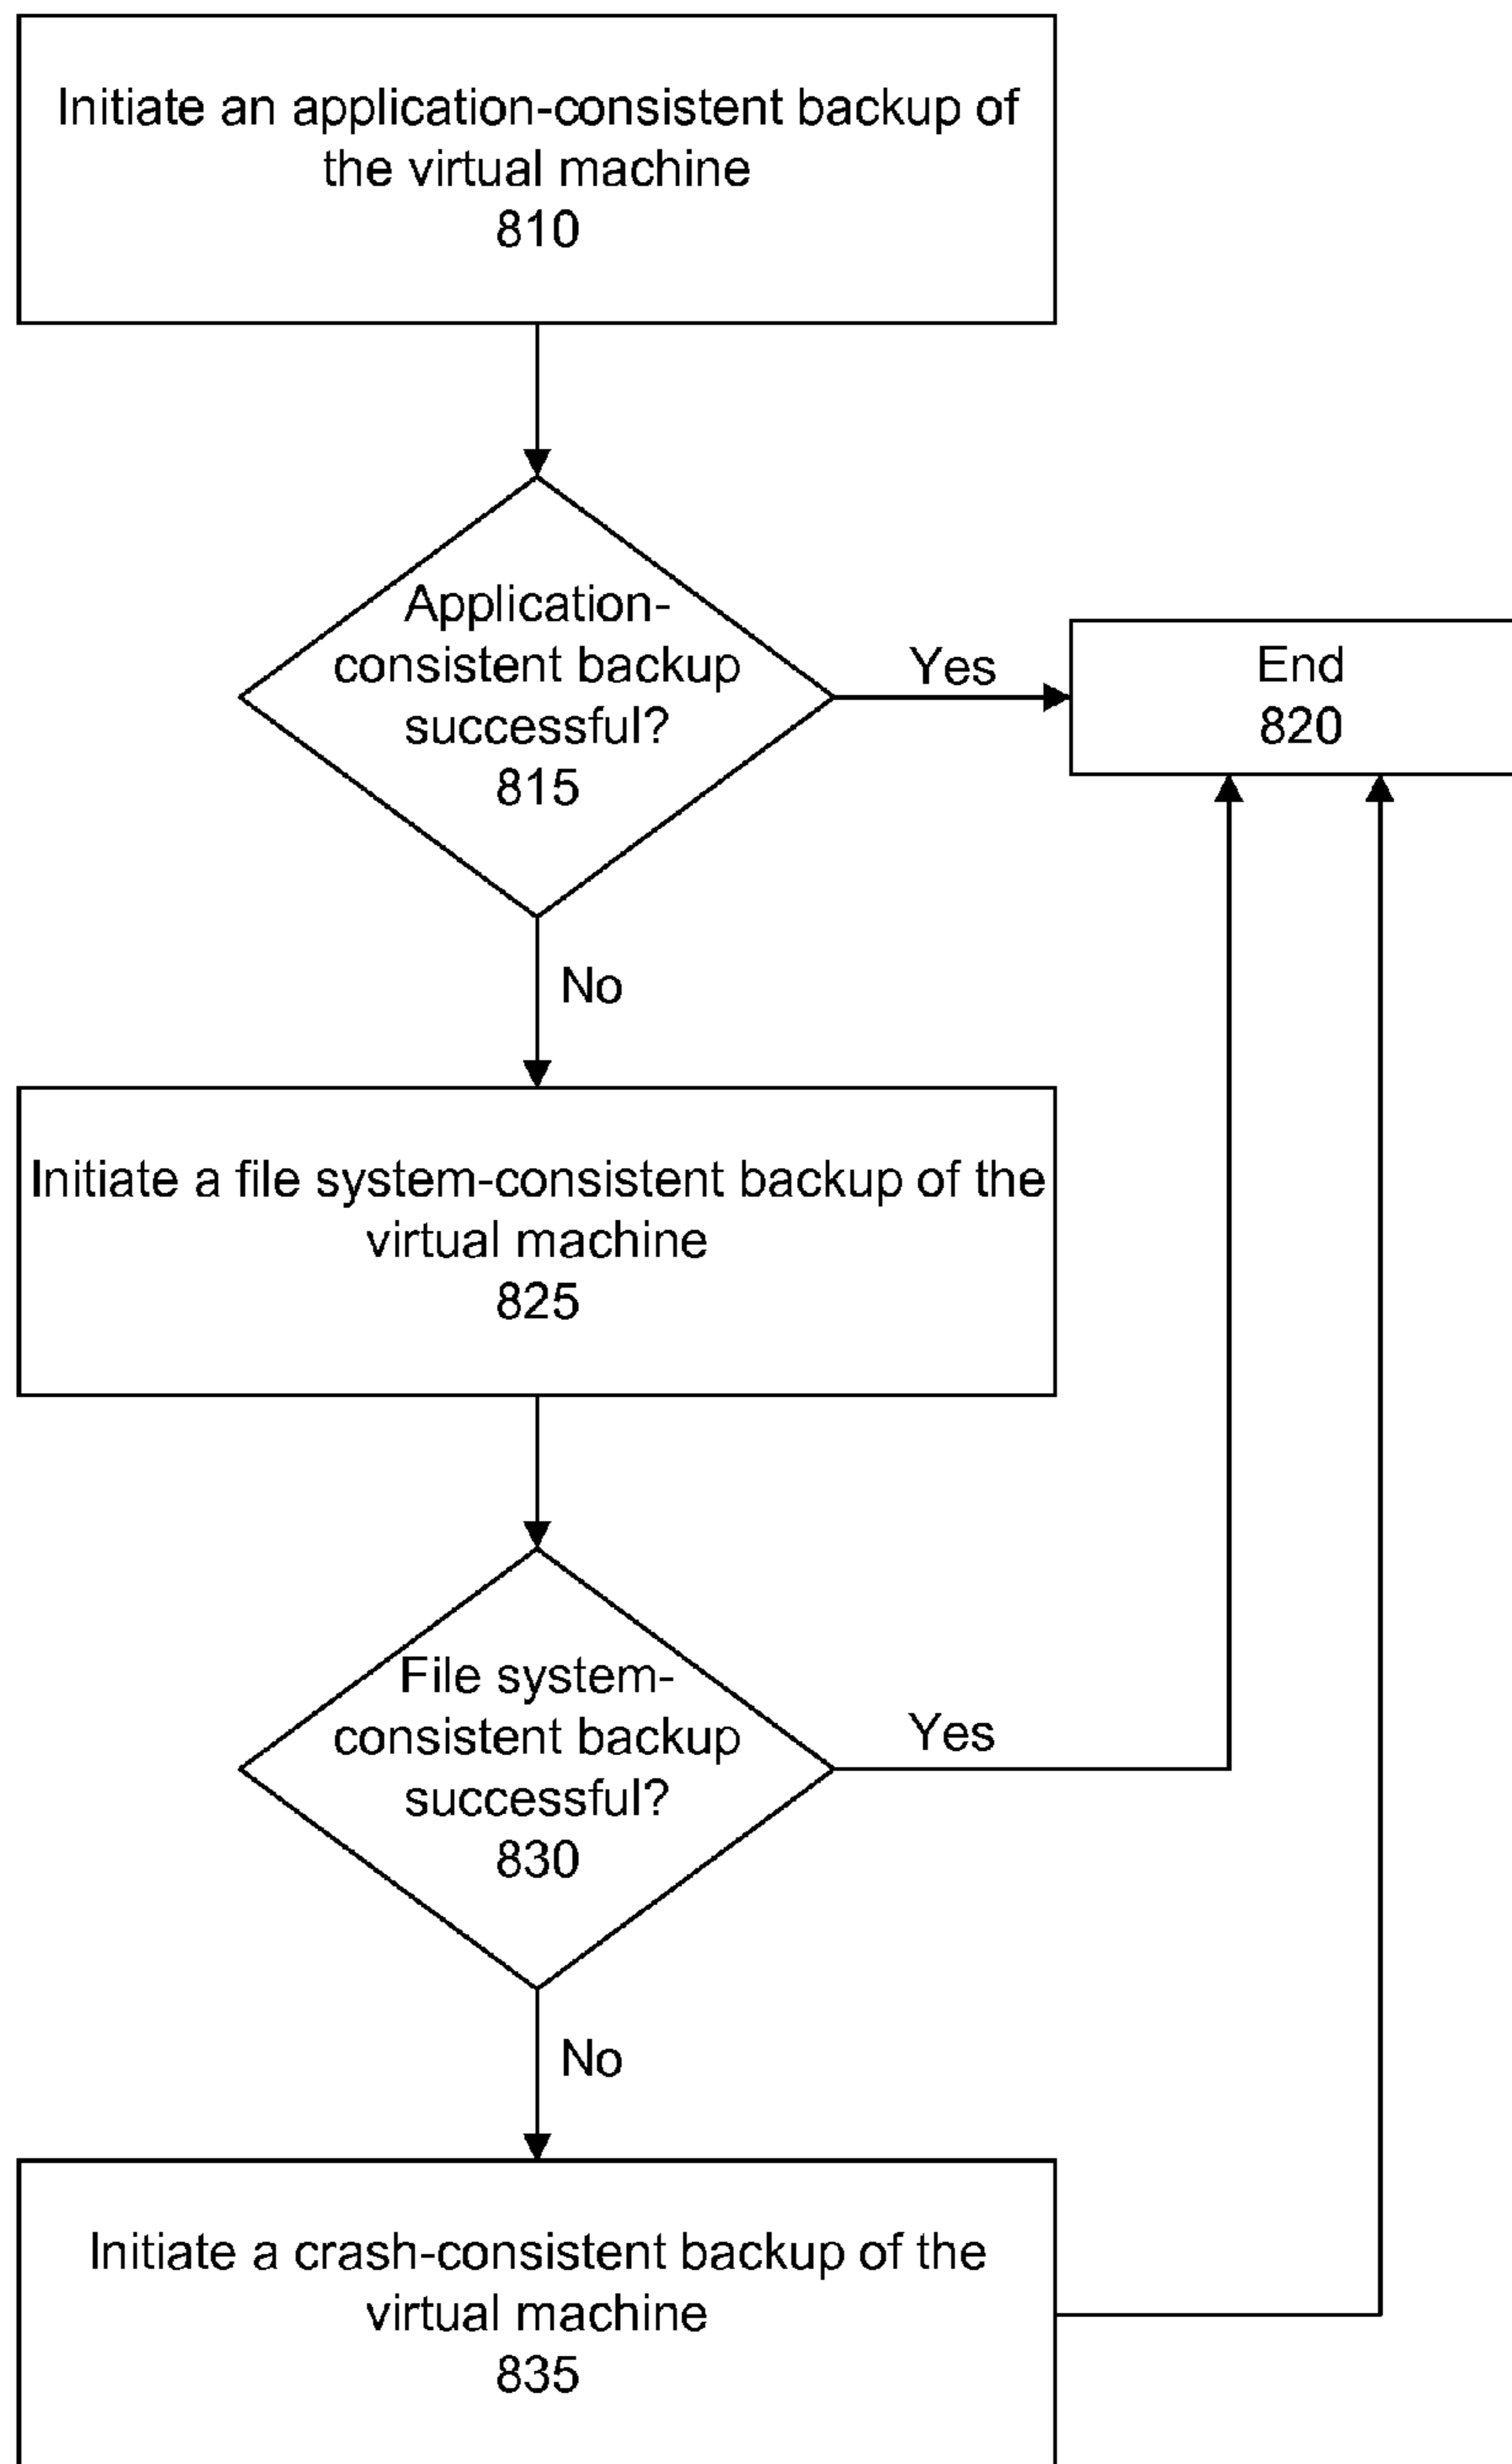 Initiate an application-consistent backup of
the virtual machine
810
Application-
consistent backup
successful?
815
Yes
End
820
No
Initiate a file system-consistent backup of the
virtual machine
825
File system-
consistent backup
successful?
830
Yes
No
Initiate a crash-consistent backup of the
virtual machine
835